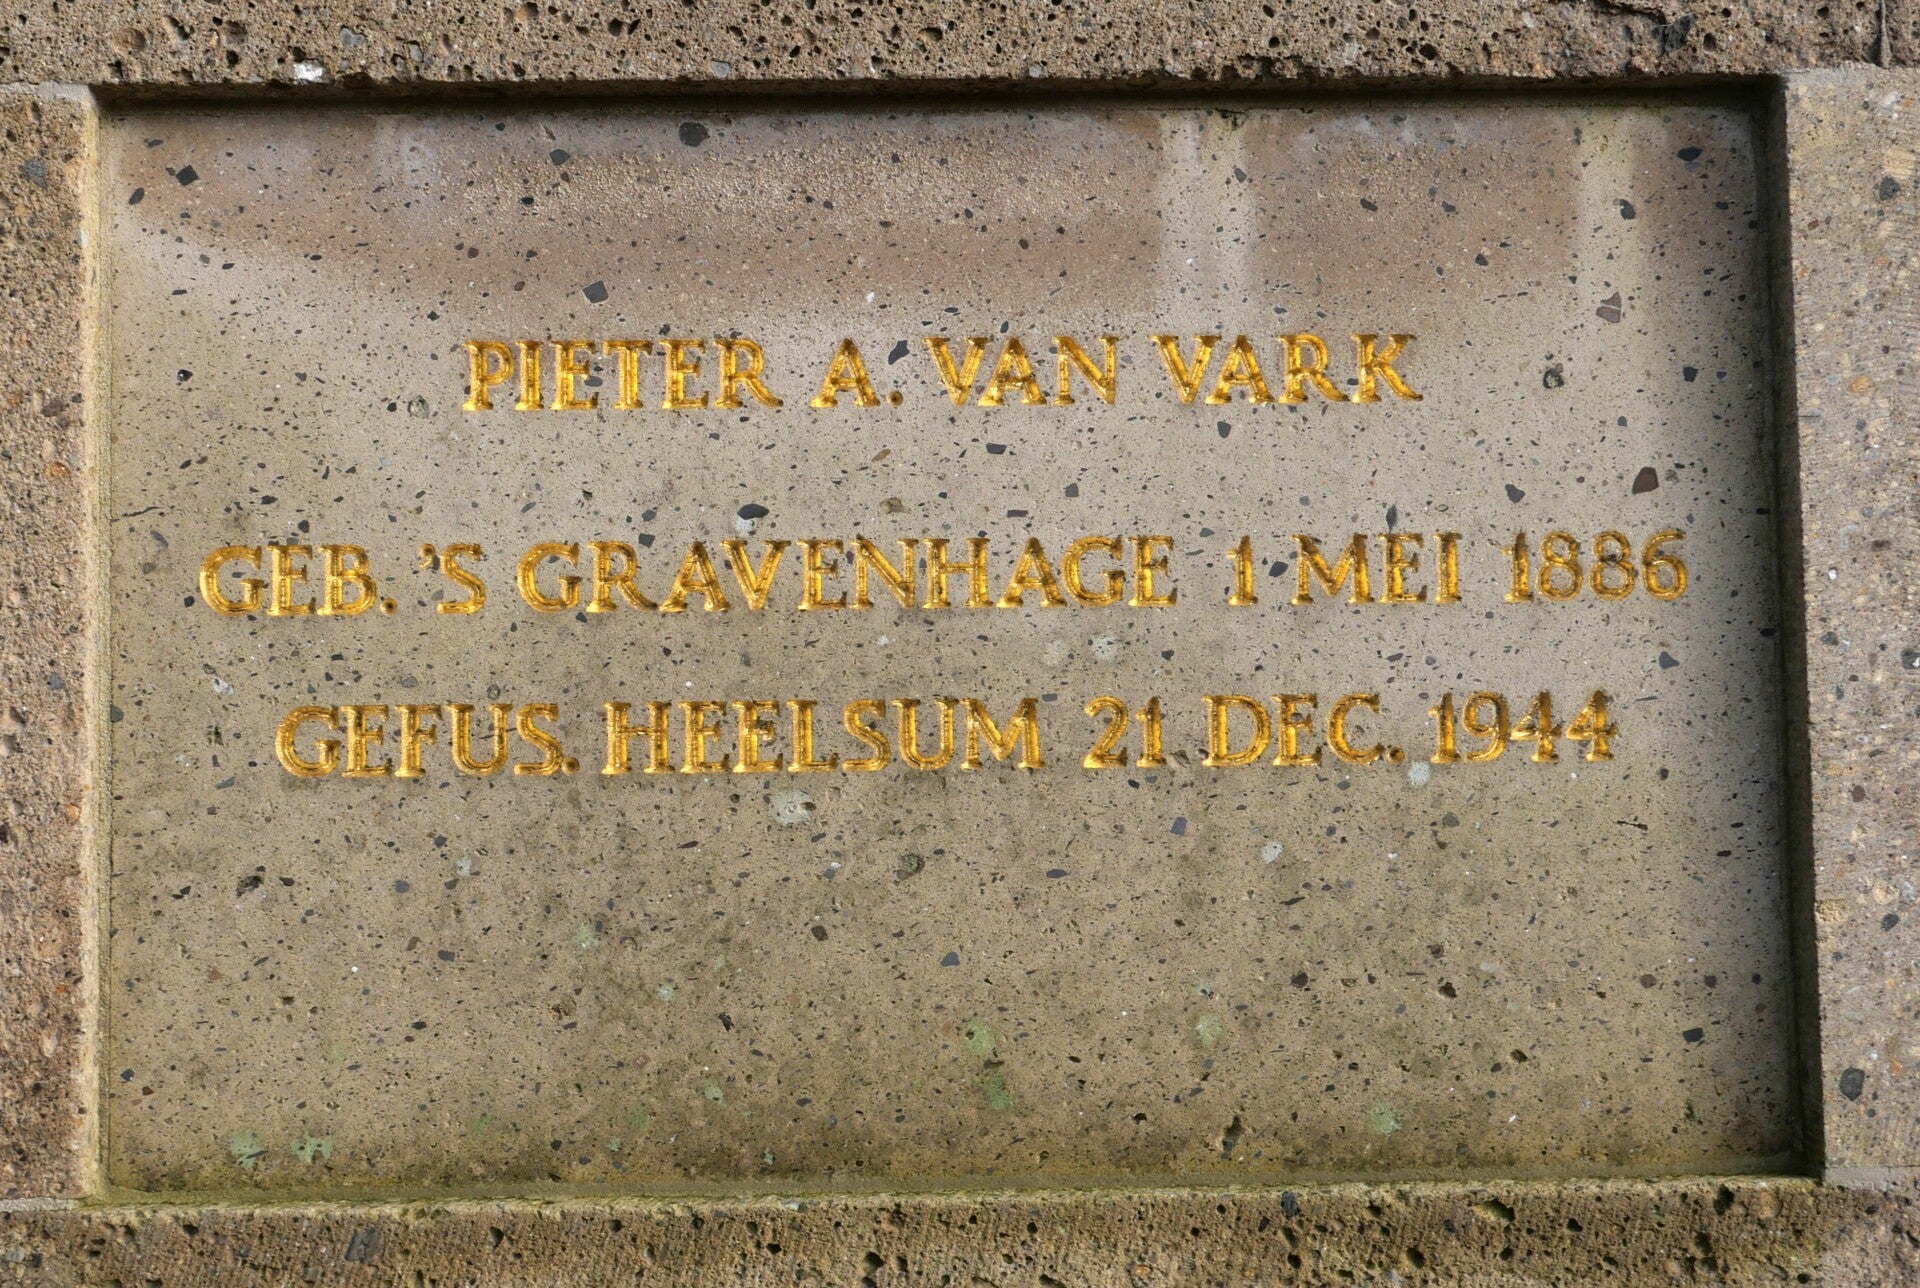 PIETER A. VAN VARK
GEB. 'S GRAVENHAGE 1 MEI 1886
GEFUS. HEELSUM 21 DEC. 1944